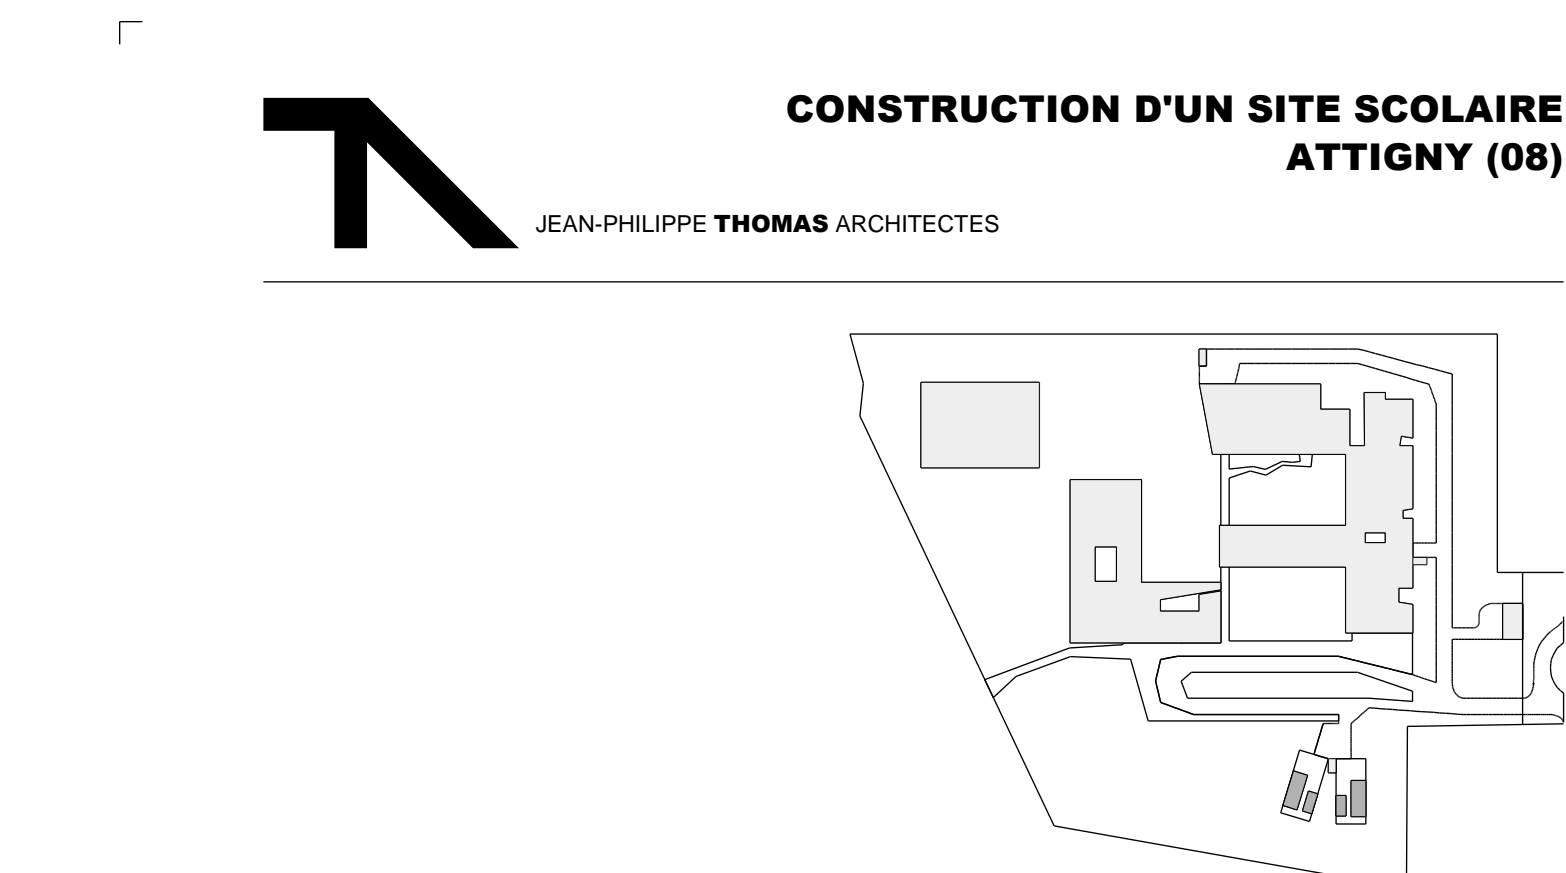 CONSTRUCTION D'UN SITE SCOLAIRE
ATTIGNY (08)
JEAN-PHILIPPE THOMAS ARCHITECTES